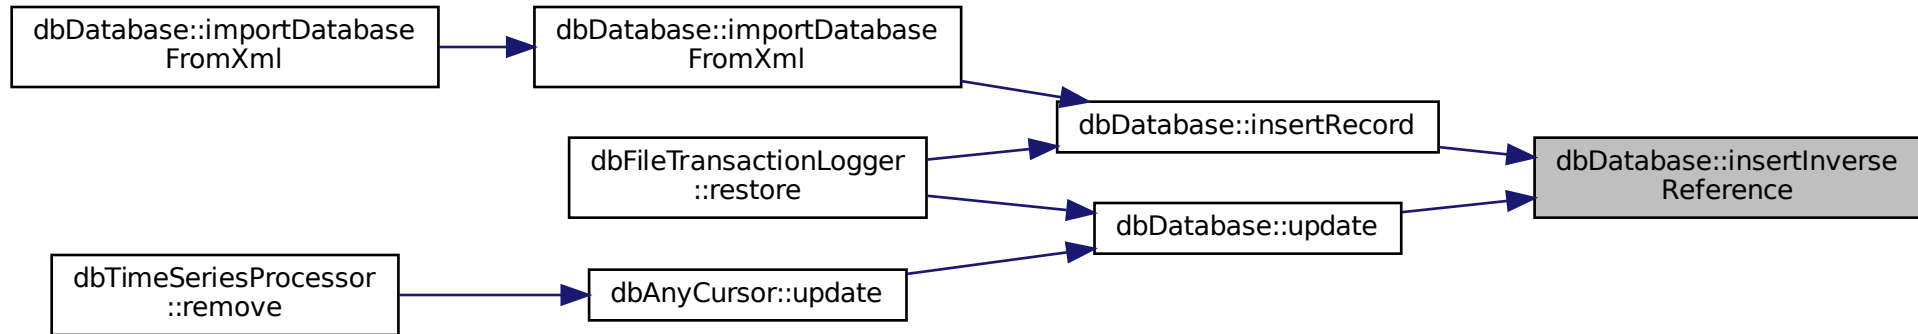 dbDatabase::importDatabase
FromXml
dbDatabase::importDatabase
FromXml
dbDatabase::insertRecord
dbFileTransactionLogger
::restore
dbDatabase::insertInverse
Reference
dbDatabase::update
dbTimeSeriesProcessor
::remove
dbAnyCursor::update